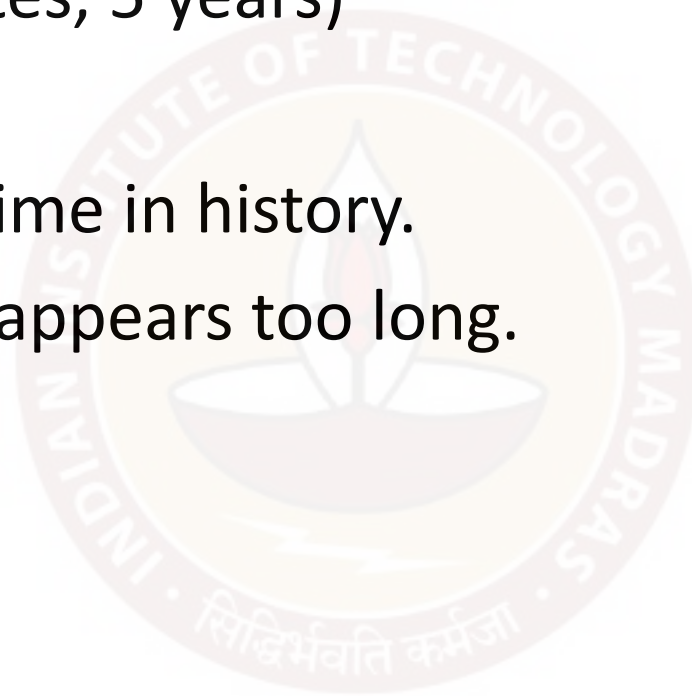 tes, 5 years)
ime in history.
appears too long.
INDIAN INSTITUTE OF TECHNOLOGY MADRAS
सिद्धिर्भवति कर्मजा